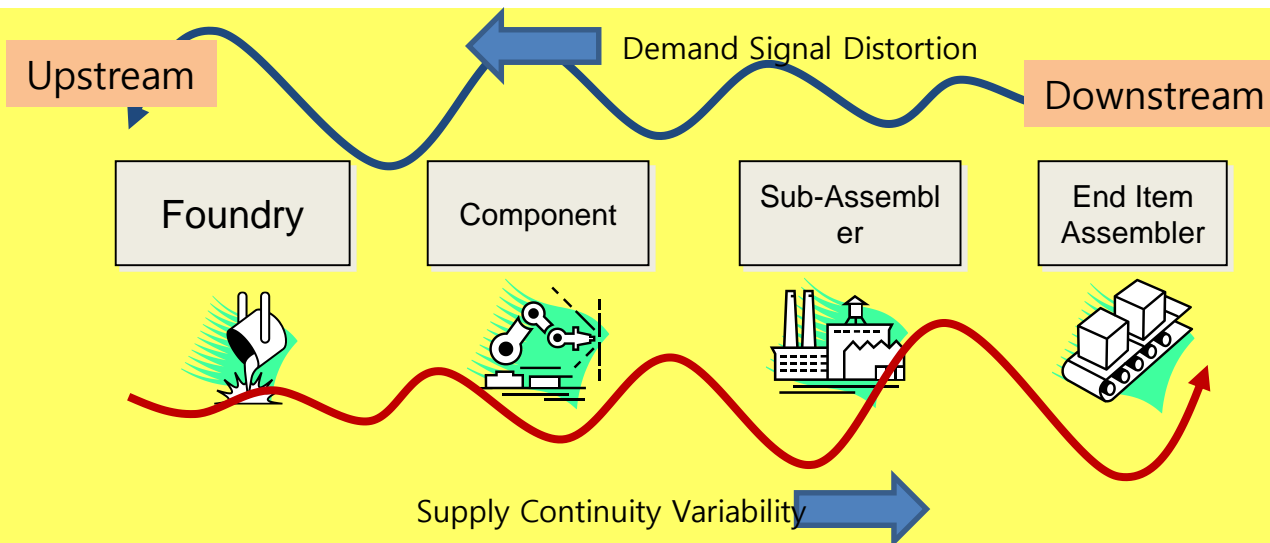 Demand Signal Distortion
Upstream
Downstream
Foundry
Component
Sub-Assembl
er
End Item
Assembler
Supply Continuity Variability